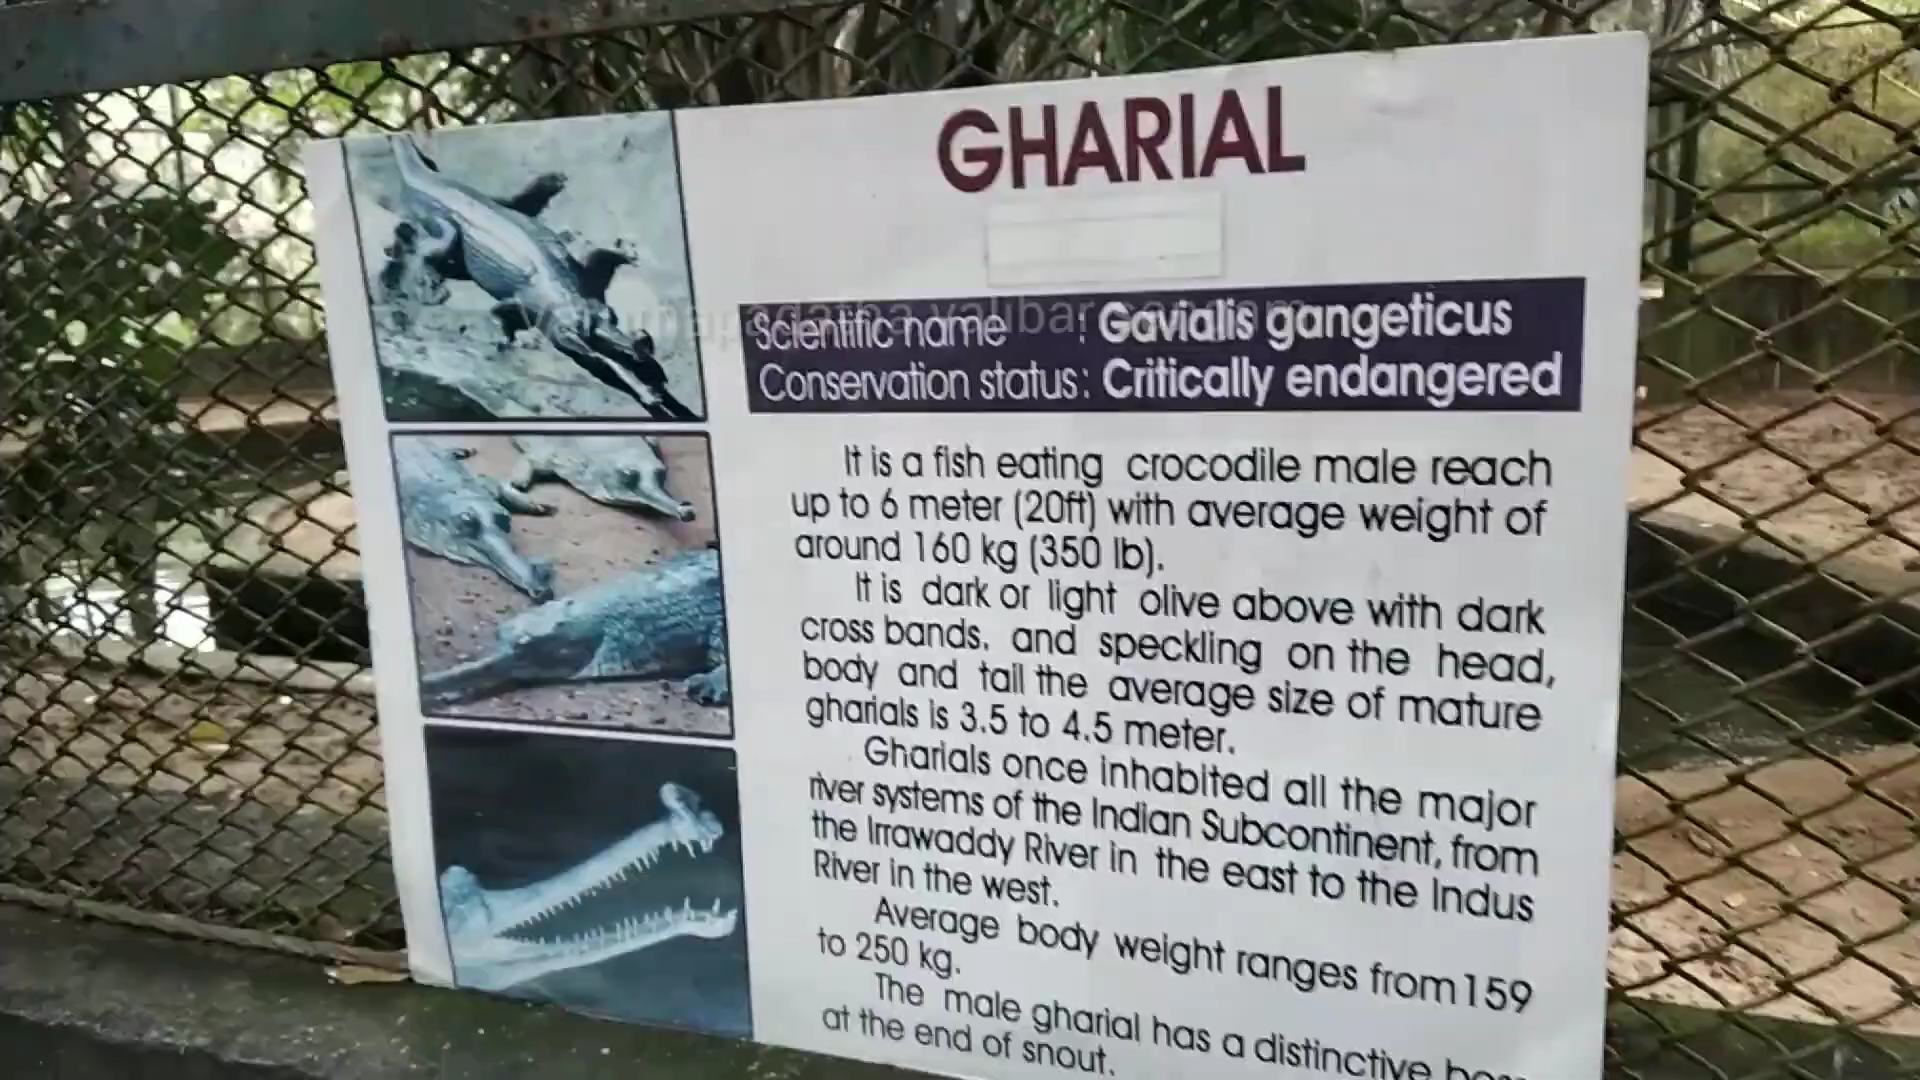 GHARIAL
Scientific name : Gavialis gangeticus
Conservation status: Critically endangered
It is a fish eating crocodile male reach
up to 6 meter (20ft) with average weight of
around 160 kg (350 lb).
It is dark or light olive above with dark
cross bands. and speckling on the head,
body and tail the average size of mature
gharials is 3.5 to 4.5 meter.
Gharials once inhabited all the major
river systems of the Indian Subcontinent, from
the Irrawaddy River in the east to the Indus
River in the west.
Average body weight ranges from 159
to 250 kg.
The male gharial has a distinctive
at the end of snout.